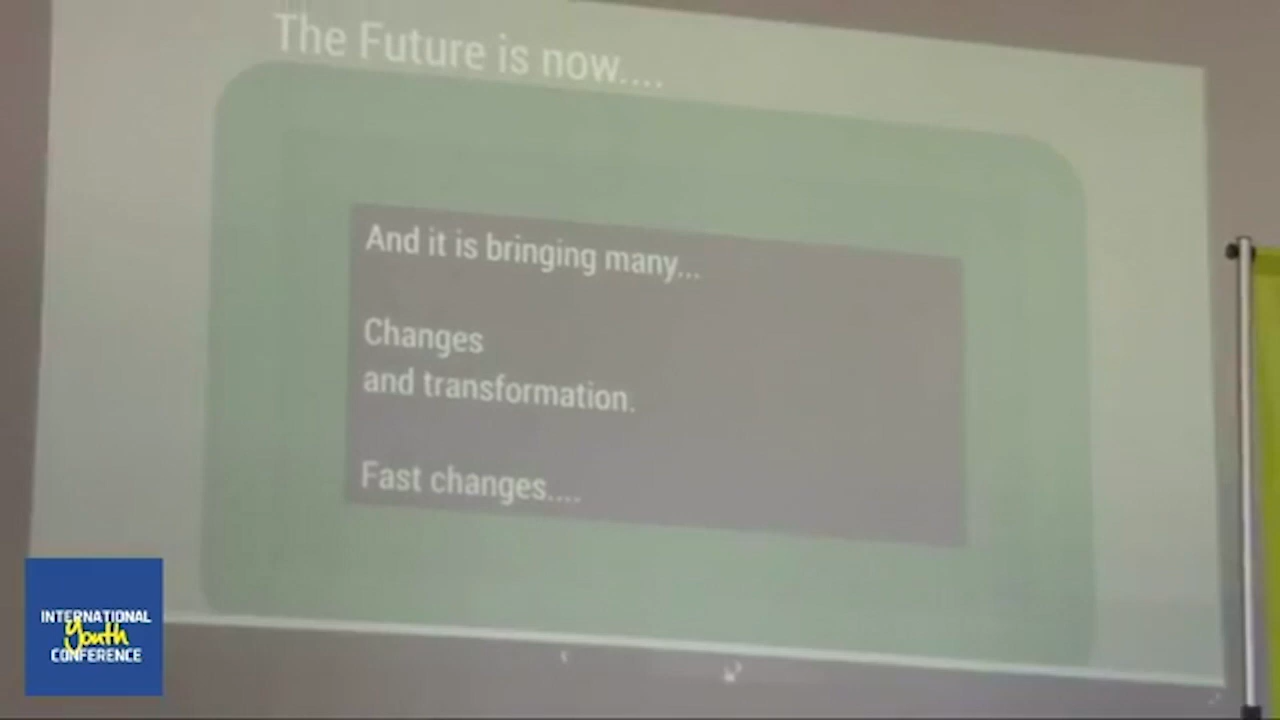 The Future is now....
And it is bringing many...
Changes
and transformation.
Fast changes....
INTERNATIONAL
Youth
CONFERENCE